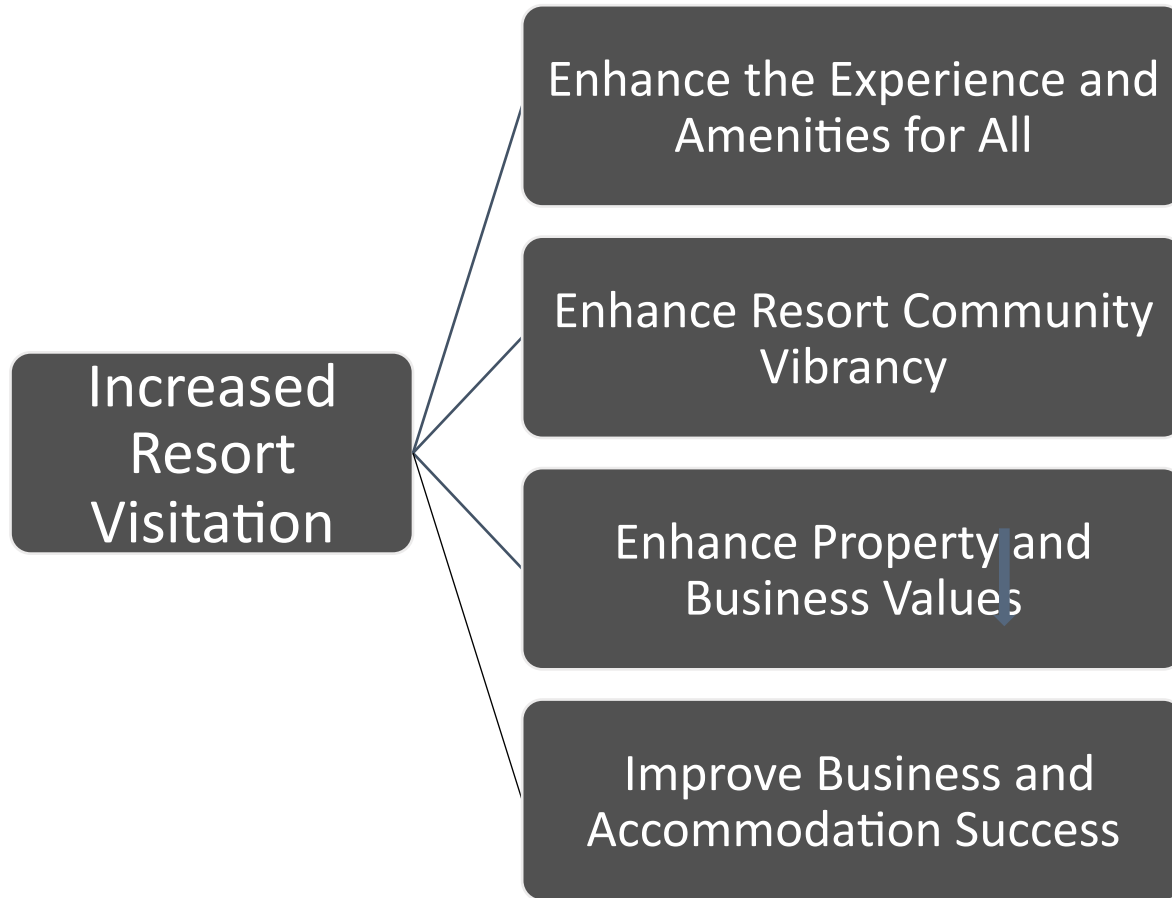 Enhance the Experience and
Amenities for All
Enhance Resort Community
Vibrancy
Increased
Resort
Visitation
Enhance Property and
Business Values
Improve Business and
Accommodation Success